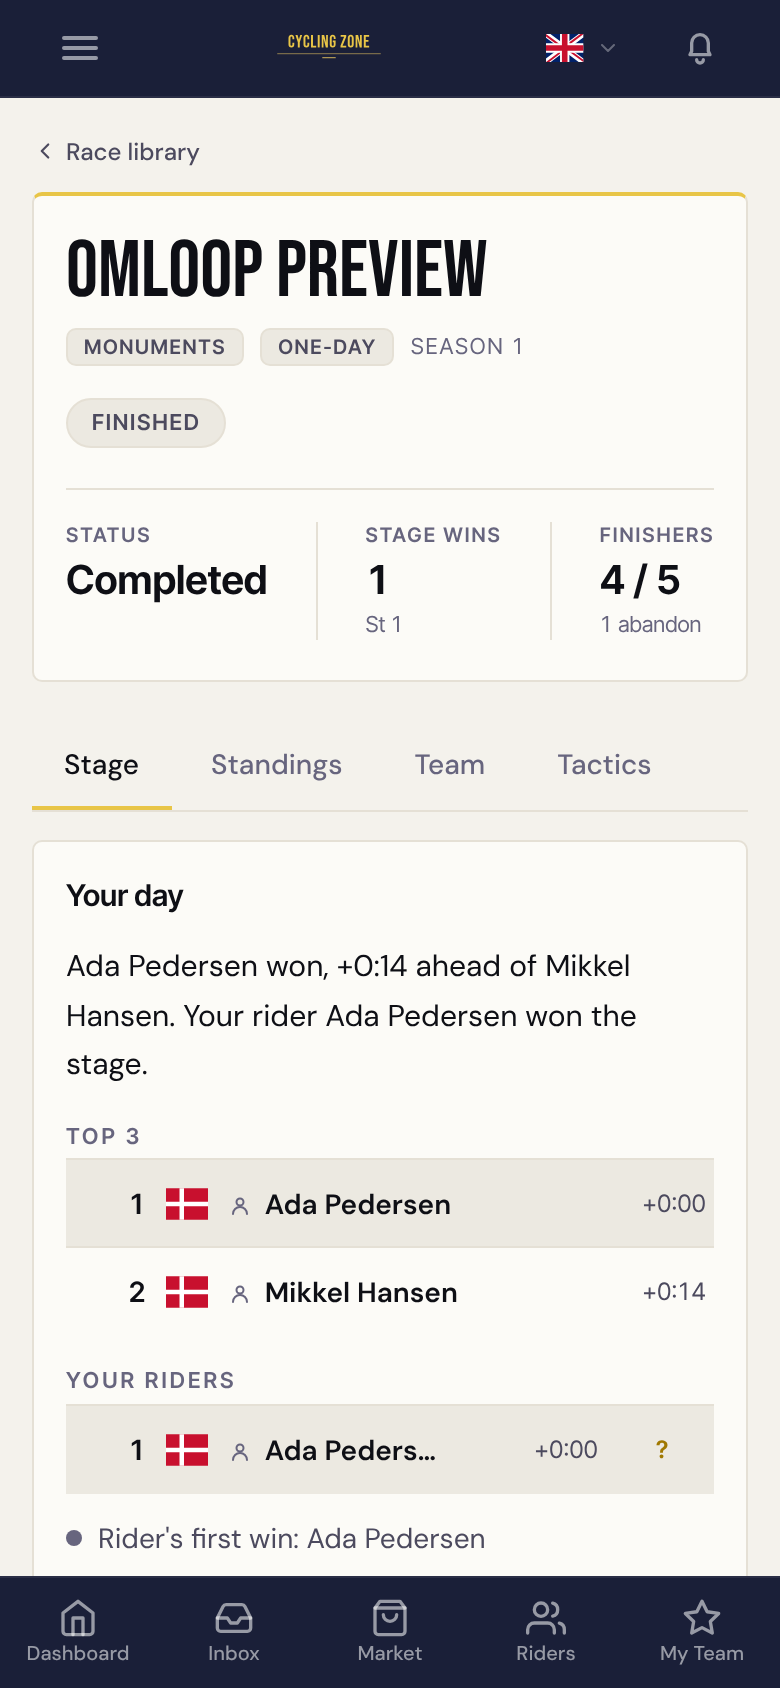 CYCLING ZONE
Race library
OMLOOP PREVIEW
MONUMENTS ONE-DAY SEASON 1
FINISHED
STATUS STAGE WINS FINISHERS
Completed 1 4 / 5
St 1 1 abandon
Stage Standings Team Tactics
Your day
Ada Pedersen won, +0:14 ahead of Mikkel
Hansen. Your rider Ada Pedersen won the
stage.
TOP 3
1 Ada Pedersen +0:00
2 Mikkel Hansen +0:14
YOUR RIDERS
1 Ada Peders... +0:00 ?
Rider's first win: Ada Pedersen
Dashboard Inbox Market Riders My Team